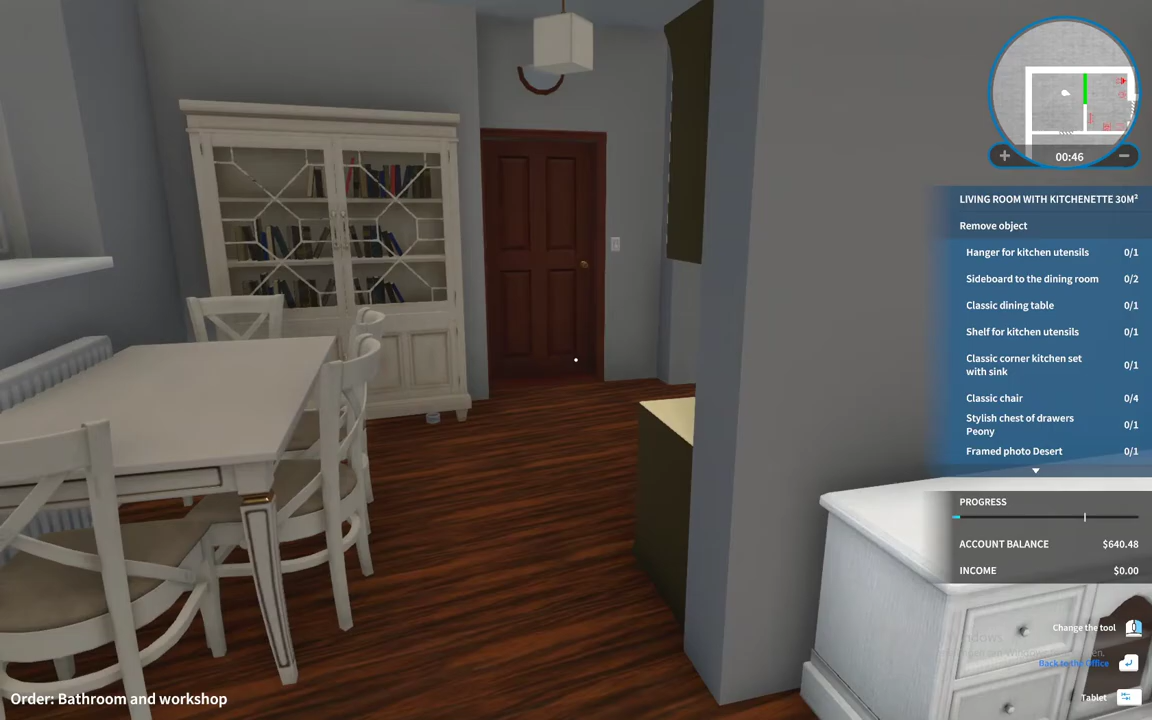 00:46
LIVING ROOM WITH KITCHENETTE 30M²
Remove object
Hanger for kitchen utensils 0/1
Sideboard to the dining room 0/2
Classic dining table 0/1
Shelf for kitchen utensils 0/1
Classic corner kitchen set
with sink 0/1
Classic chair 0/4
Stylish chest of drawers
Peony 0/1
Framed photo Desert 0/1
PROGRESS
ACCOUNT BALANCE $640.48
INCOME $0.00
Change the tool
Back to the Office
Tablet
Order: Bathroom and workshop